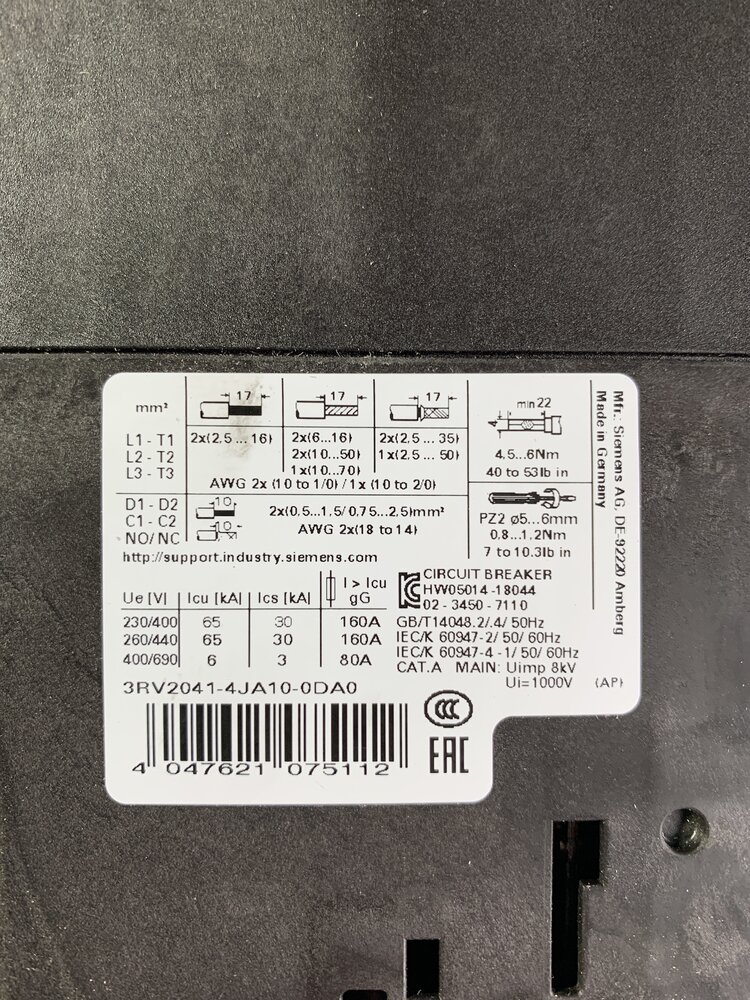 mm²
17
17
17
min 22
L1 - T1
L2 - T2
L3 - T3
2x(2,5 ... 16)
2x(6...16)
2x(10...50)
1x(10...70)
2x(2,5 ... 35)
1x(2,5 ... 50)
4,5...6Nm
40 to 53lb in
AWG 2x (10 to 1/0) / 1x (10 to 2/0)
D1 - D2
C1 - C2
NO/ NC
10
10
2x(0,5...1,5/ 0,75 ...2,5)mm²
AWG 2x(18 to 14)
PZ2 ø5...6mm
0,8...1,2Nm
7 to 10.3lb in
http://support.industry.siemens.com
Ue [V] Icu [kA] Ics [kA] I > Icu gG
230/400 65 30 160A
260/440 65 30 160A
400/690 6 3 80A
CIRCUIT BREAKER
HW05014 -18044
02 - 3450 - 7110
GB/T14048.2/.4/ 50Hz
IEC/K 60947-2/ 50/ 60Hz
IEC/K 60947-4 -1/ 50/ 60Hz
CAT.A MAIN: Uimp 8kV
Ui=1000V (AP)
3RV2041-4JA10-0DA0
CCC
EAC
4 047621 075112
Mfr.: Siemens AG, DE-92220 Amberg
Made in Germany